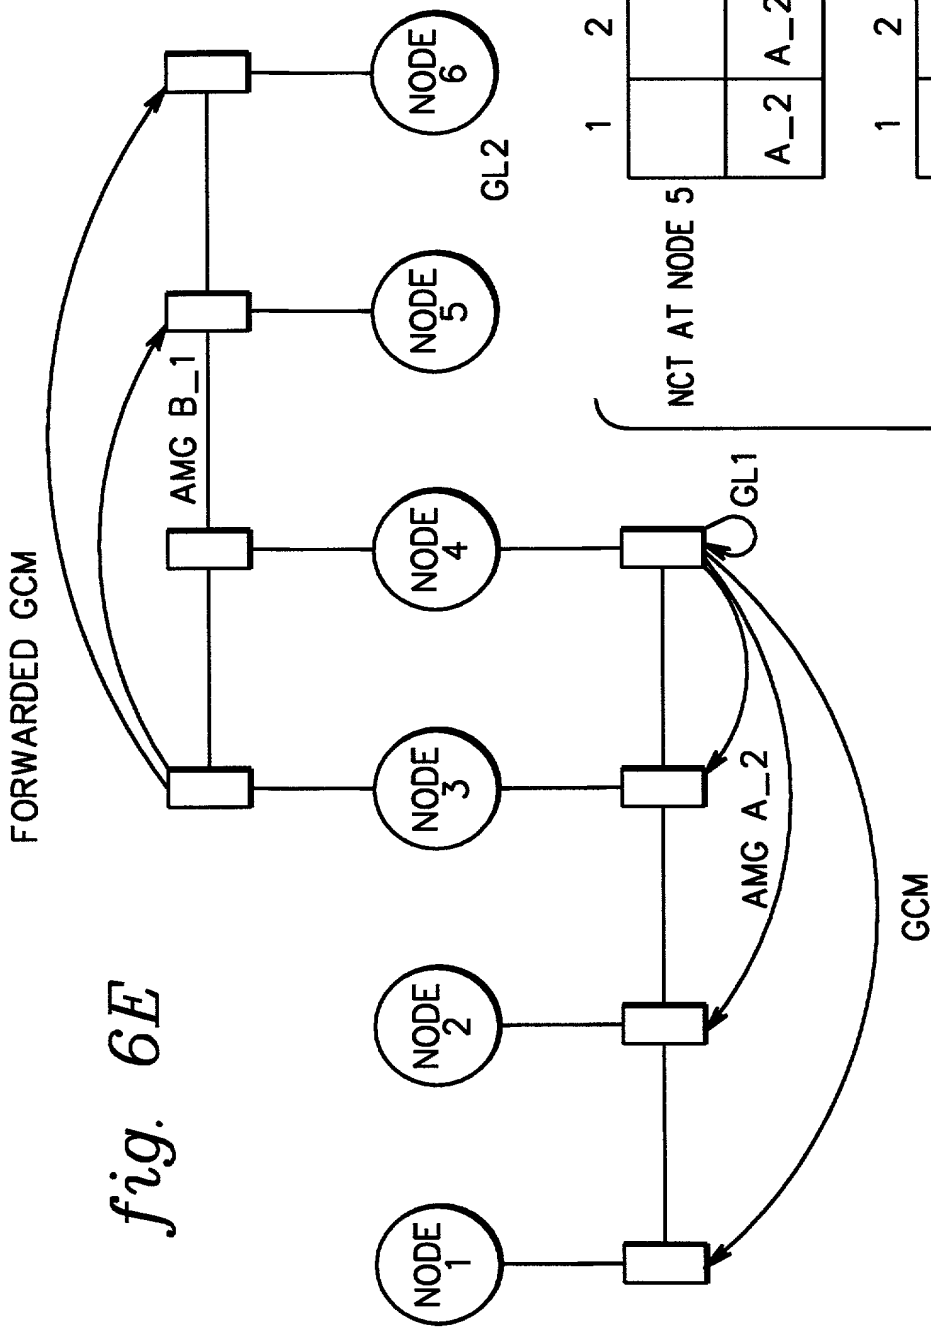 FORWARDED GCM
fig. 6E
AMG B_1
NODE
1
NODE
2
NODE
3
NODE
4
NODE
5
NODE
6
GL2
1 2
NCT AT NODE 5
A_2 A_2
GL1
AMG A_2
GCM
1 2